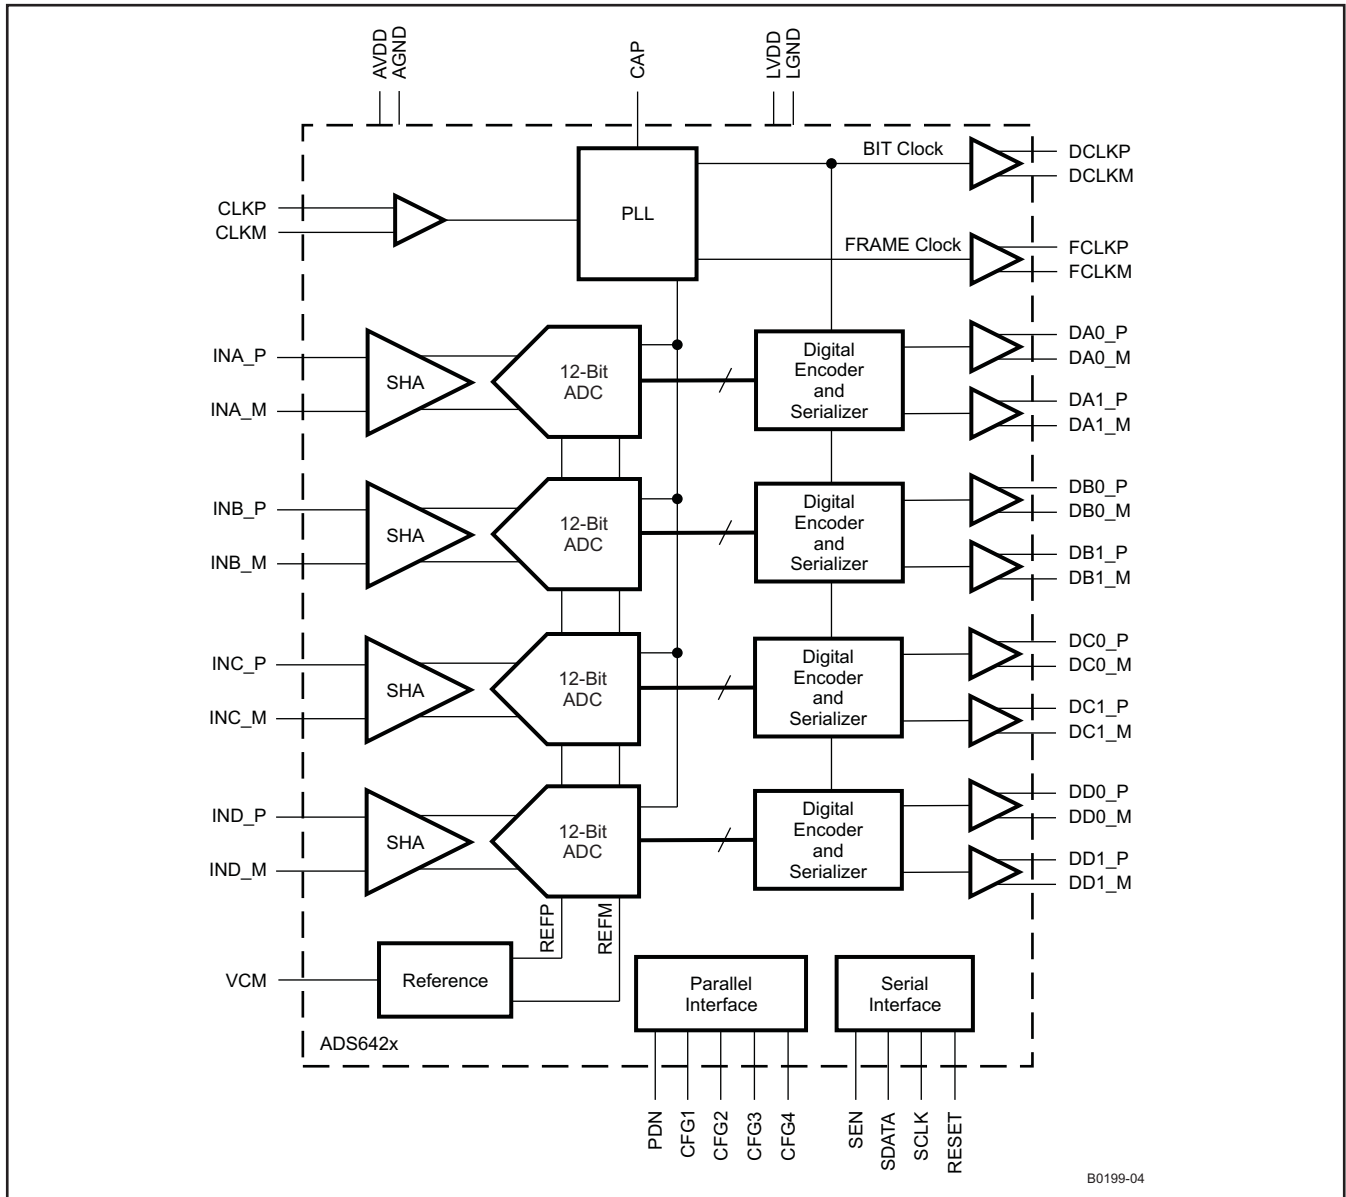 AVDD
AGND
CAP
LVDD
LGND
BIT Clock
DCLKP
DCLKM
CLKP
CLKM
PLL
FRAME Clock
FCLKP
FCLKM
INA_P
INA_M
SHA
12-Bit
ADC
Digital
Encoder
and
Serializer
DA0_P
DA0_M
DA1_P
DA1_M
INB_P
INB_M
SHA
12-Bit
ADC
Digital
Encoder
and
Serializer
DB0_P
DB0_M
DB1_P
DB1_M
INC_P
INC_M
SHA
12-Bit
ADC
Digital
Encoder
and
Serializer
DC0_P
DC0_M
DC1_P
DC1_M
IND_P
IND_M
SHA
12-Bit
ADC
Digital
Encoder
and
Serializer
DD0_P
DD0_M
DD1_P
DD1_M
REFP
REFM
VCM
Reference
Parallel
Interface
Serial
Interface
ADS642x
PDN
CFG1
CFG2
CFG3
CFG4
SEN
SDATA
SCLK
RESET
B0199-04